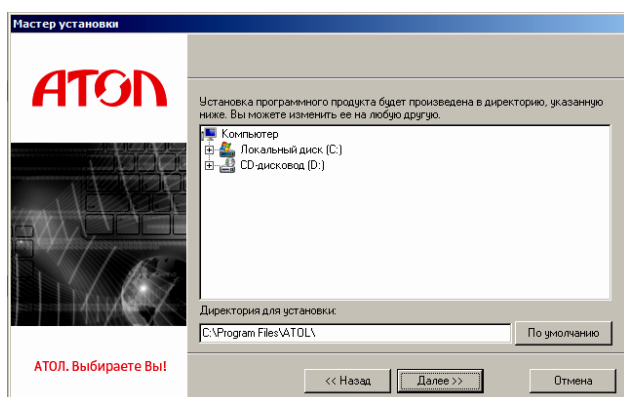 Мастер установки
АТОЛ
Установка программного продукта будет произведена в директорию, указанную
ниже. Вы можете изменить ее на любую другую.
Компьютер
Локальный диск (C:)
CD-дисковод (D:)
Директория для установки:
C:\Program Files\ATOL\
По умолчанию
АТОЛ. Выбираете Вы!
<< Назад
Далее >>
Отмена